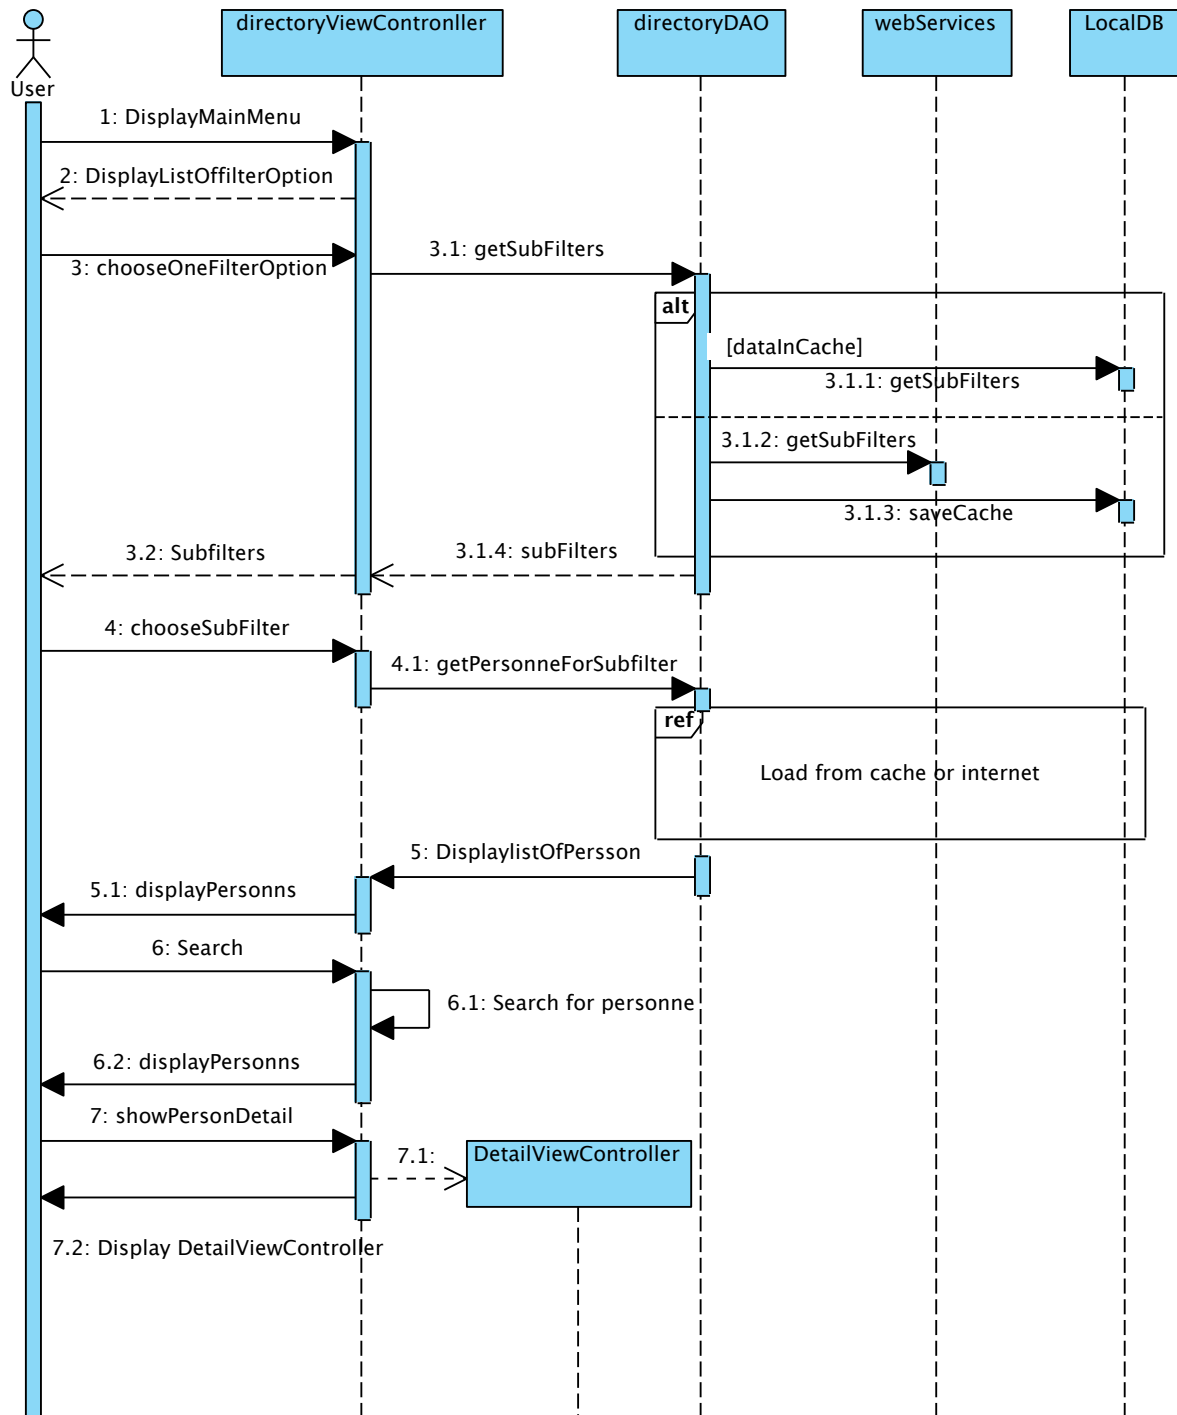 directoryViewContronller
directoryDAO
webServices
LocalDB
User
1: DisplayMainMenu
2: DisplayListOffilterOption
3: chooseOneFilterOption
3.1: getSubFilters
alt
[dataInCache]
3.1.1: getSubFilters
3.1.2: getSubFilters
3.1.3: saveCache
3.2: Subfilters
3.1.4: subFilters
4: chooseSubFilter
4.1: getPersonneForSubfilter
ref
Load from cache or internet
5: DisplaylistOfPersson
5.1: displayPersonns
6: Search
6.1: Search for personne
6.2: displayPersonns
7: showPersonDetail
7.1:
DetailViewController
7.2: Display DetailViewController